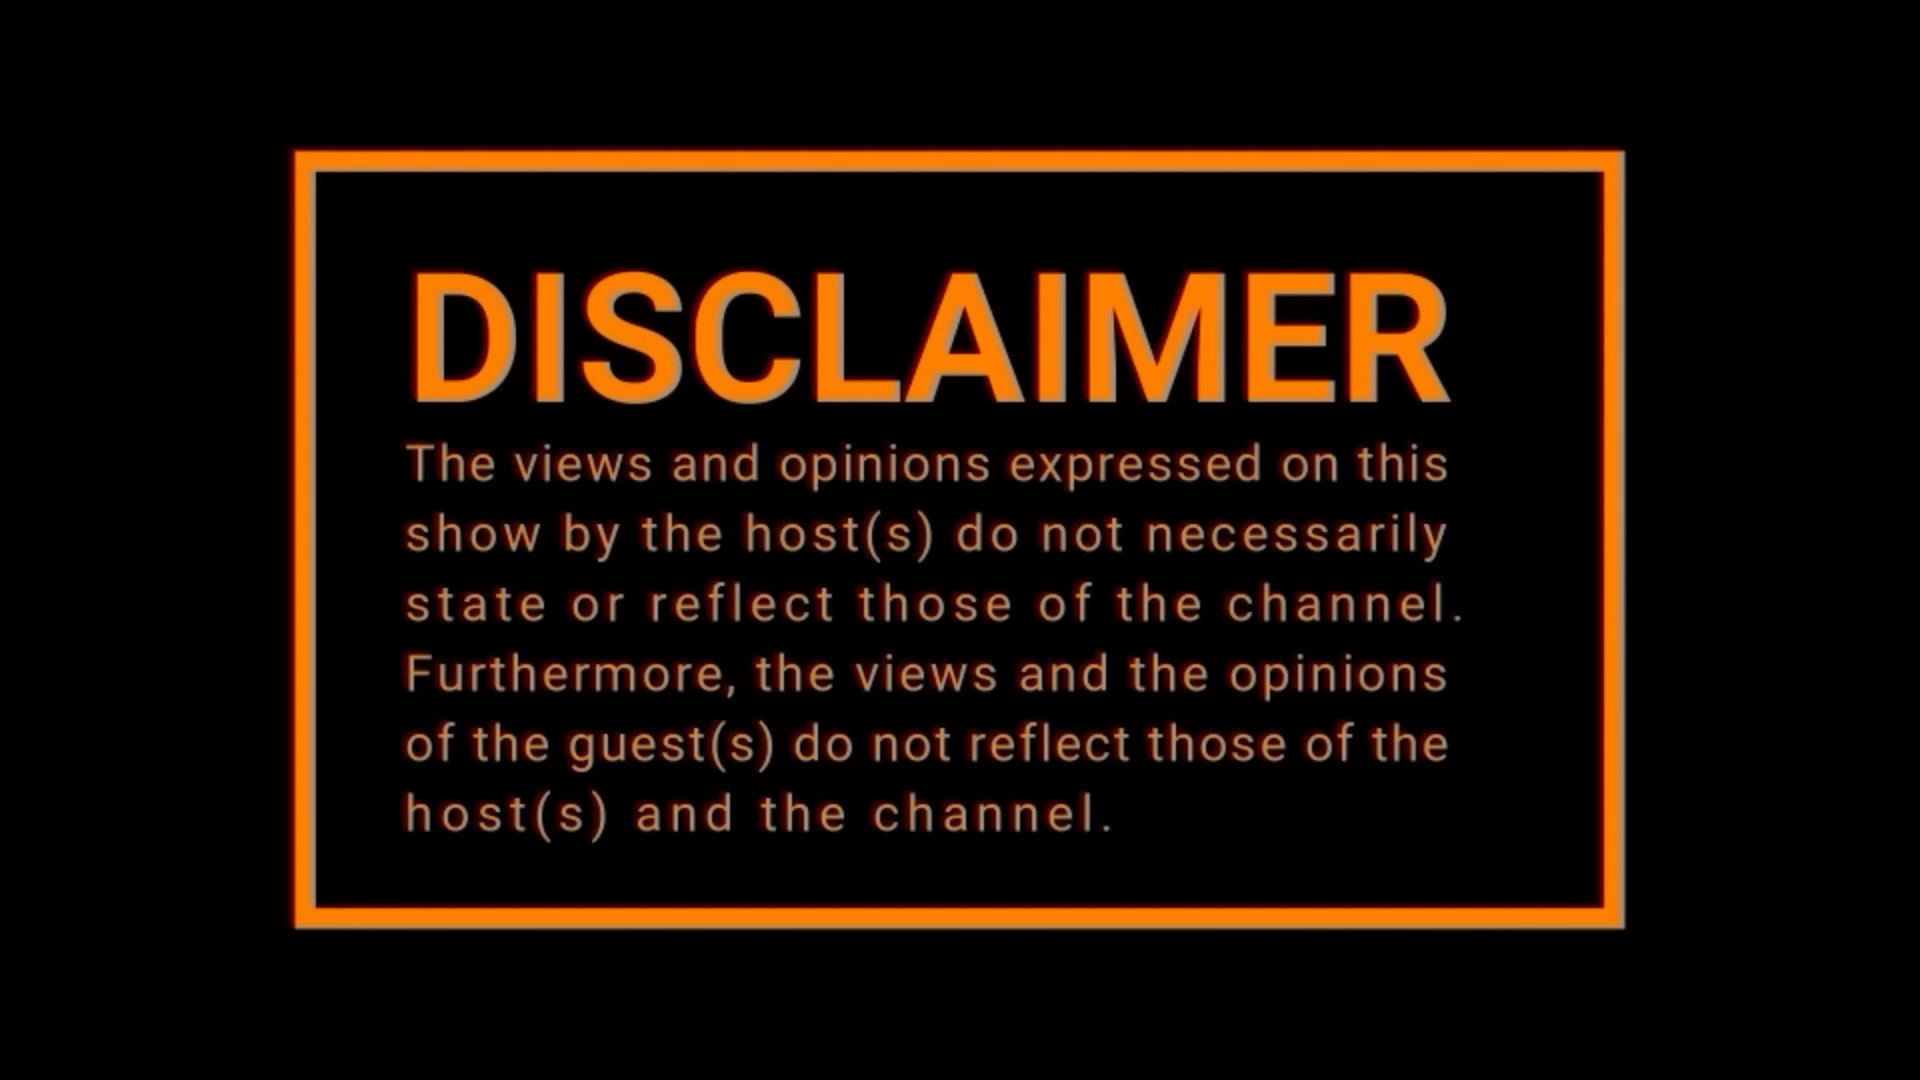 DISCLAIMER
The views and opinions expressed on this
show by the host(s) do not necessarily
state or reflect those of the channel.
Furthermore, the views and the opinions
of the guest(s) do not reflect those of the
host(s) and the channel.